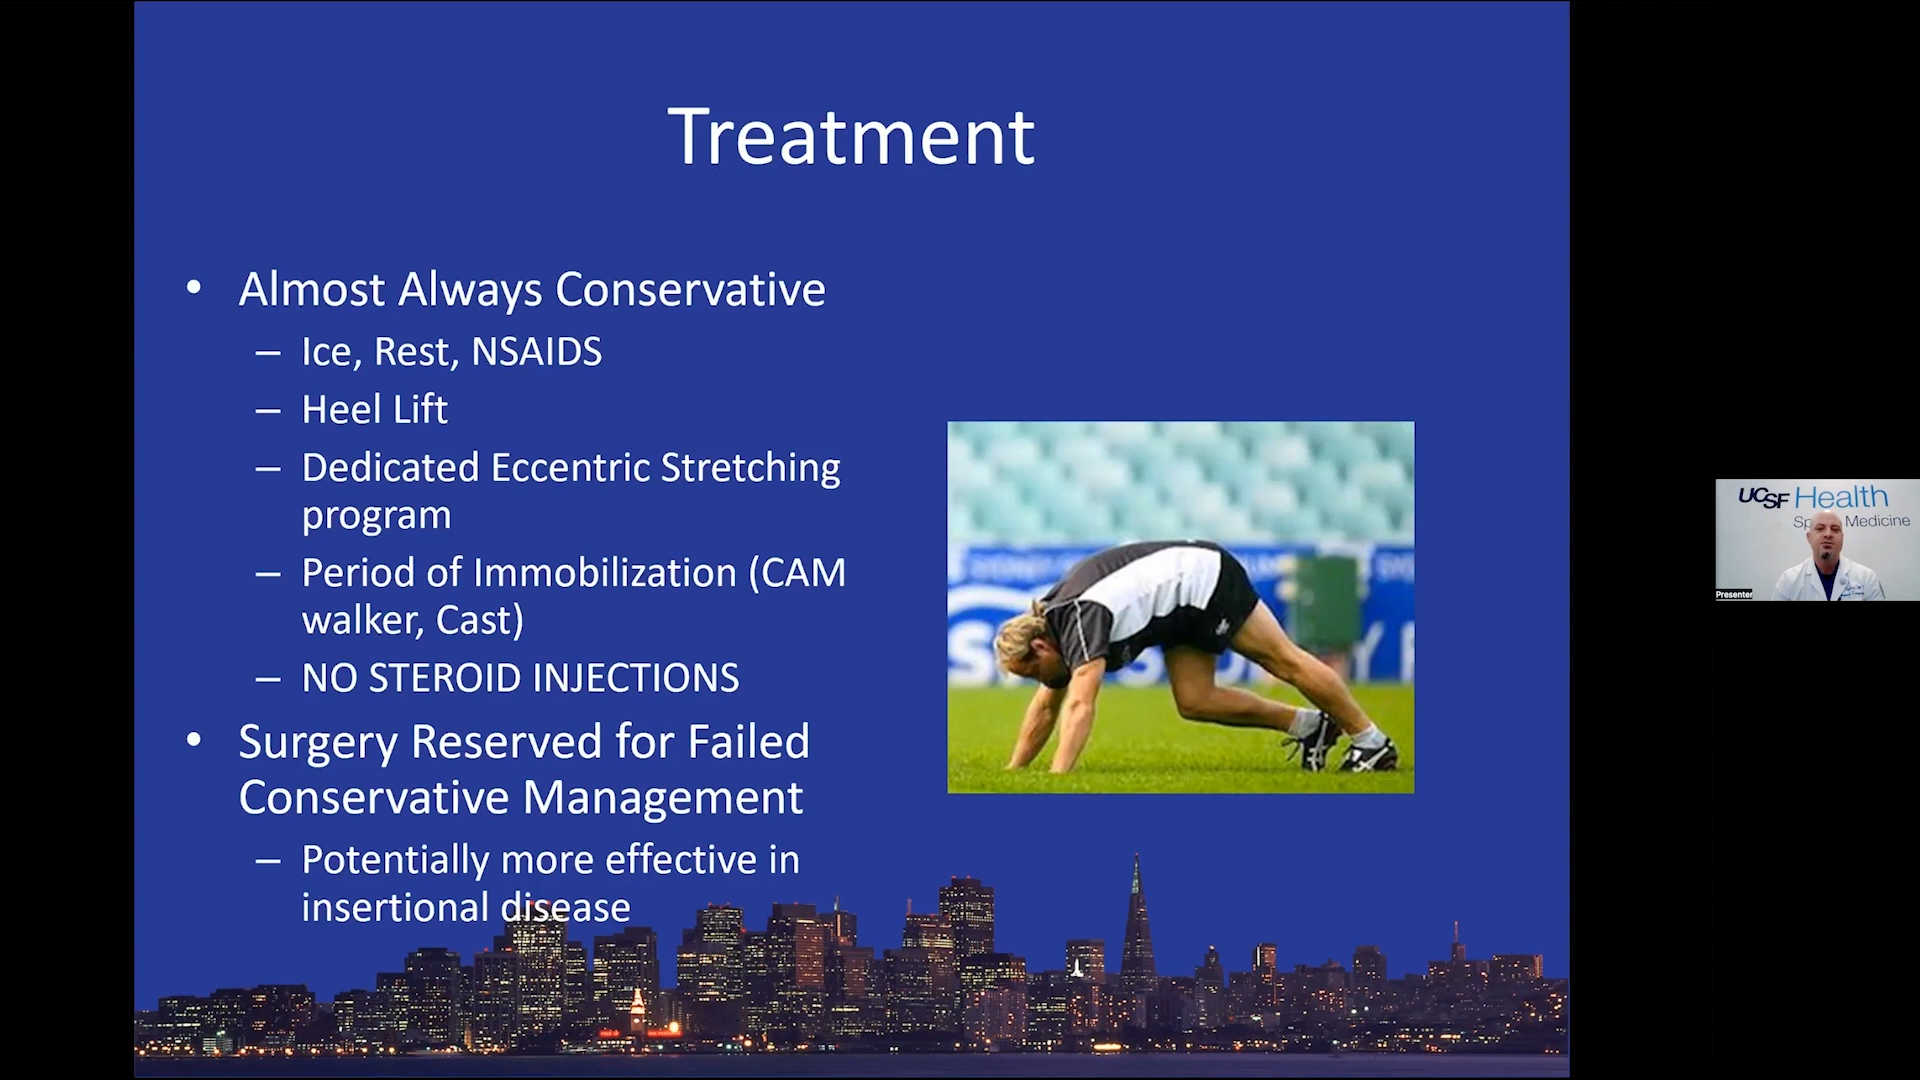 Treatment
• Almost Always Conservative
– Ice, Rest, NSAIDS
– Heel Lift
– Dedicated Eccentric Stretching
program
– Period of Immobilization (CAM
walker, Cast)
– NO STEROID INJECTIONS
• Surgery Reserved for Failed
Conservative Management
– Potentially more effective in
insertional disease
UCSF Health
Medicine
Presenter